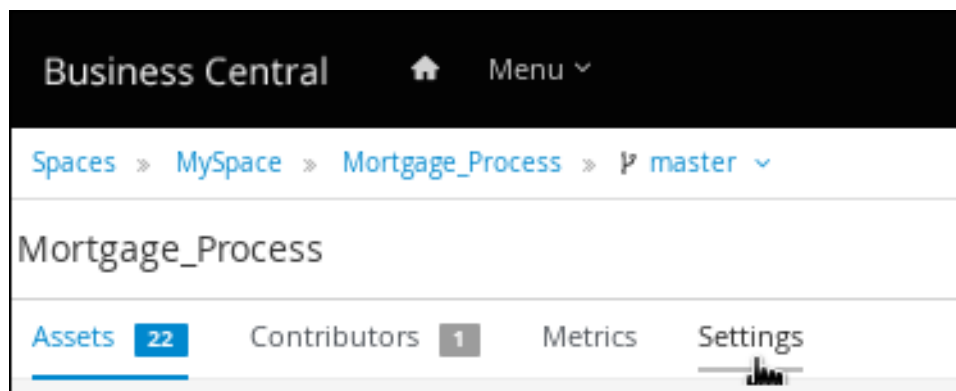 Business Central Menu
Spaces » MySpace » Mortgage_Process » master
Mortgage_Process
Assets 22 Contributors 1 Metrics Settings